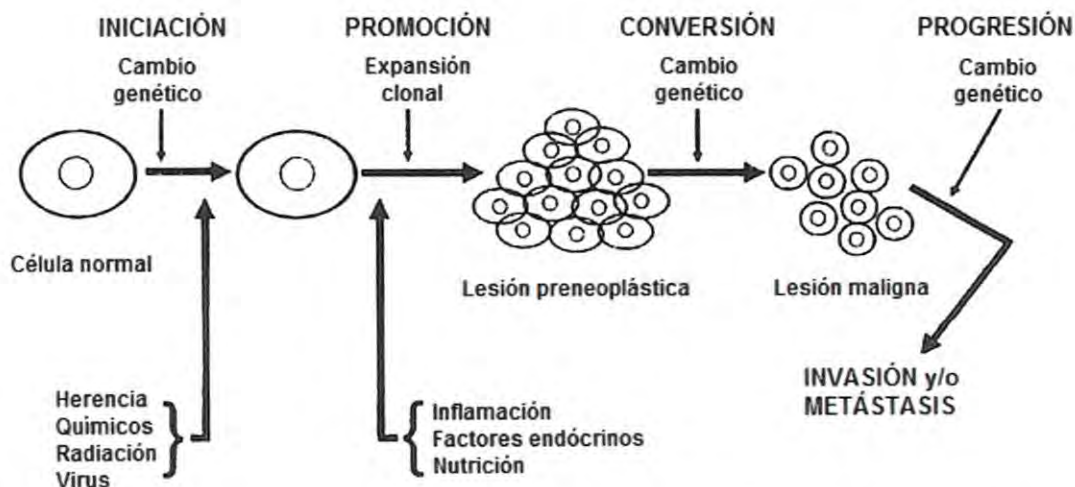 INICIACIÓN
PROMOCIÓN
CONVERSIÓN
PROGRESIÓN
Cambio
genético
Expansión
clonal
Cambio
genético
Cambio
genético
Célula normal
Lesión preneoplástica
Lesión maligna
INVASIÓN y/o
METÁSTASIS
Herencia
Químicos
Radiación
Virus
Inflamación
Factores endócrinos
Nutrición